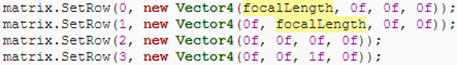 matrix.SetRow(0, new Vector4(focalLength, 0f, 0f, 0f));
matrix.SetRow(1, new Vector4(0f, focalLength, 0f, 0f));
matrix.SetRow(2, new Vector4(0f, 0f, 0f, 0f));
matrix.SetRow(3, new Vector4(0f, 0f, 1f, 0f));